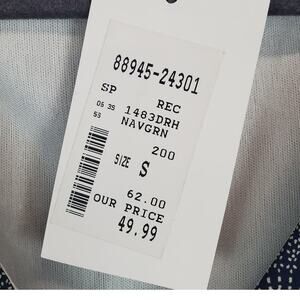 88945-24301
SP REC
06 35 1483DRH
53 NAVGRN
200
SIZE S
62.00
OUR PRICE
49.99